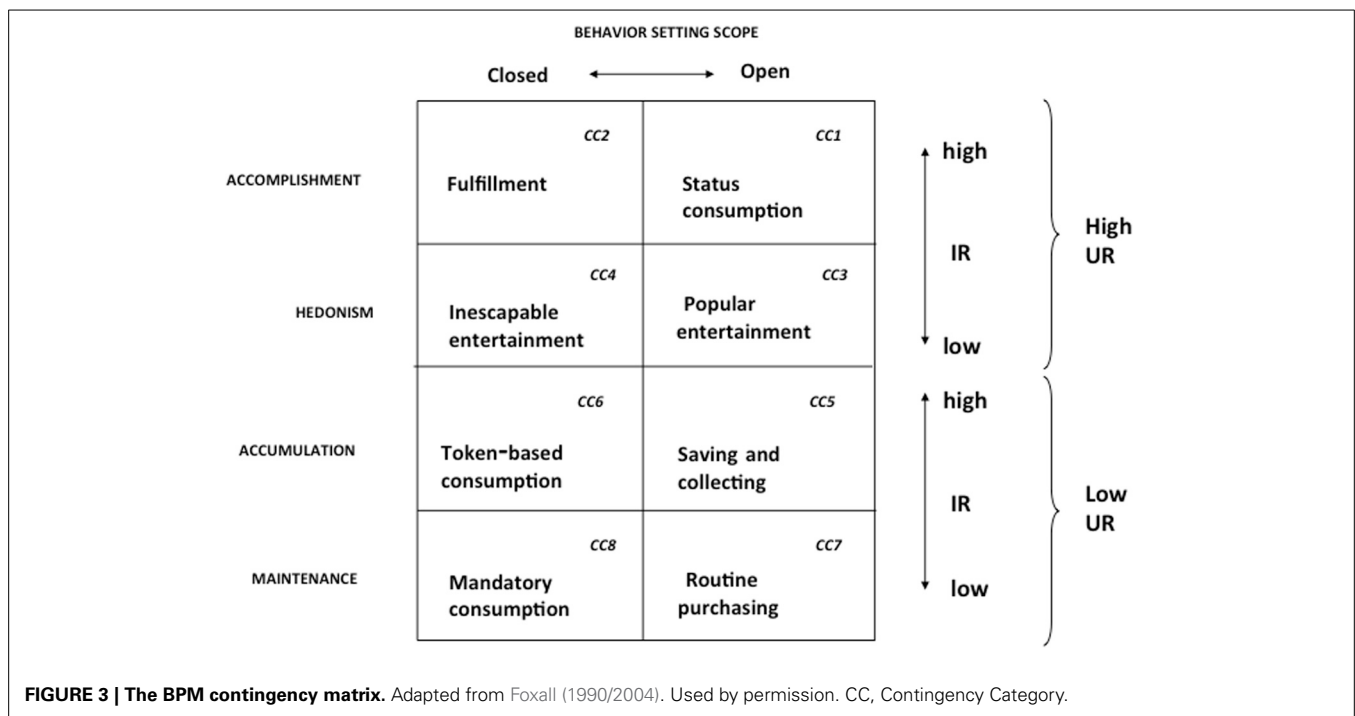 BEHAVIOR SETTING SCOPE
Closed Open
CC2 CC1
high
ACCOMPLISHMENT
Fulfillment
Status
consumption
High
UR
IR
CC4 CC3
HEDONISM
Inescapable
entertainment
Popular
entertainment
low
CC6 CC5
high
ACCUMULATION
Token-based
consumption
Saving and
collecting
Low
UR
IR
CC8 CC7
MAINTENANCE
Mandatory
consumption
Routine
purchasing
low
FIGURE 3 | The BPM contingency matrix. Adapted from Foxall (1990/2004). Used by permission. CC, Contingency Category.